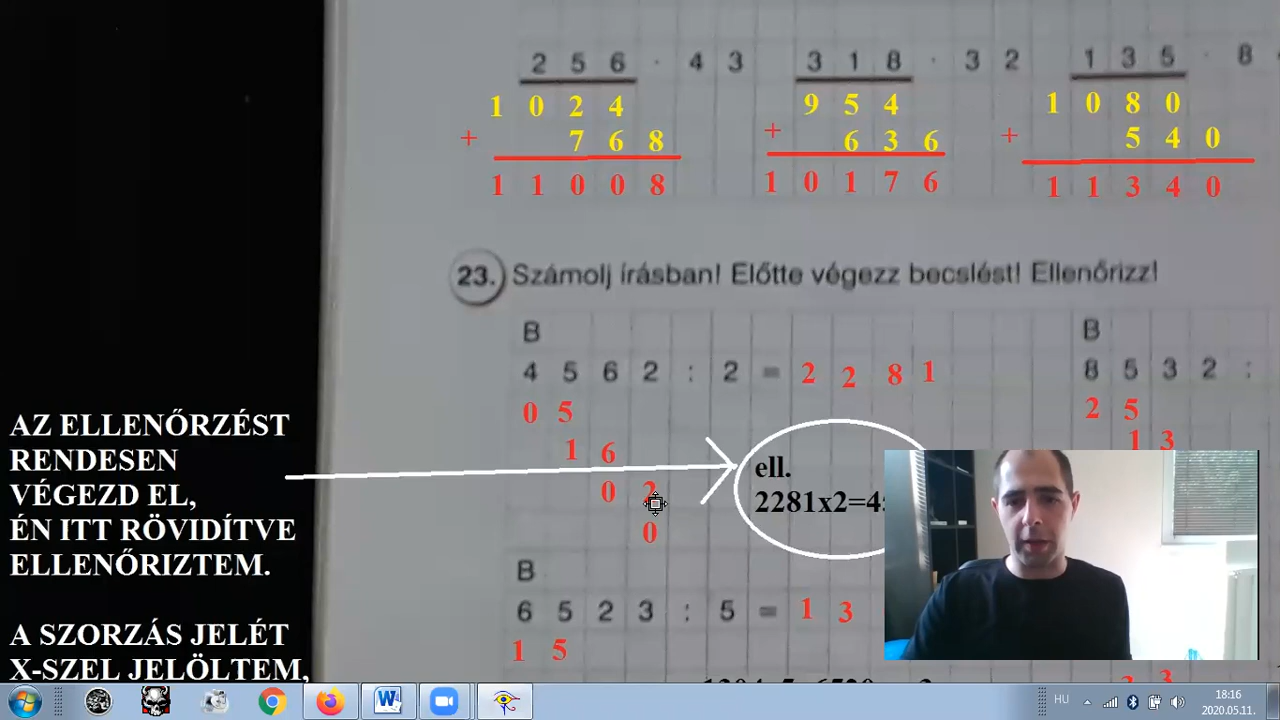 2 5 6 · 4 3
1 0 2 4
+ 7 6 8
1 1 0 0 8
3 1 8 · 3 2
9 5 4
+ 6 3 6
1 0 1 7 6
1 3 5 · 8
1 0 8 0
+ 5 4 0
1 1 3 4 0
23. Számolj írásban! Előtte végezz becslést! Ellenőrizz!
B
4 5 6 2 : 2 = 2 2 8 1
0 5
1 6
0 2
0
ell.
2281x2=4
B
8 5 3 2 :
2 5
1 3
B
6 5 2 3 : 5 = 1 3
1 5
AZ ELLENŐRZÉST
RENDESEN
VÉGEZD EL,
ÉN ITT RÖVIDÍTVE
ELLENŐRIZTEM.
A SZORZÁS JELÉT
X-SZEL JELÖLTEM,
HU
18:16
2020.05.11.